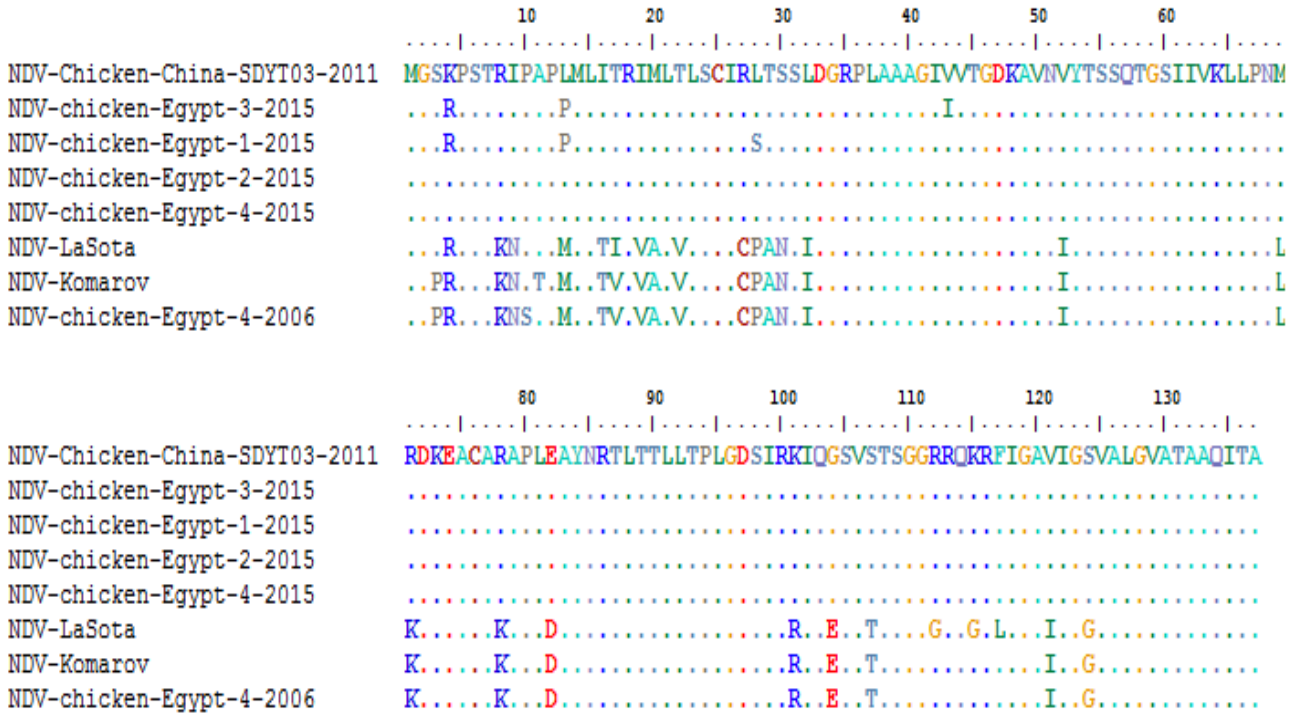 10 20 30 40 50 60
....|....|....|....|....|....|....|....|....|....|....|....|....|....
NDV-Chicken-China-SDYT03-2011 MGSKPSTRIPAPLMLITRIMLTLSCIRLTSSLDGRPLAAAGIVVTGDKAVNVYTSSQTGSIIVKLLPNM
NDV-chicken-Egypt-3-2015 ...R........P.............................I..........................
NDV-chicken-Egypt-1-2015 ...R........P..............S.........................................
NDV-chicken-Egypt-2-2015 .....................................................................
NDV-chicken-Egypt-4-2015 .....................................................................
NDV-LaSota ...R...KN...M..TI.VA.V....CPAN.I...................I................L
NDV-Komarov ..PR...KN.T.M..TV.VA.V....CPAN.I...................I................L
NDV-chicken-Egypt-4-2006 ..PR...KNS..M..TV.VA.V....CPAN.I...................I................L
80 90 100 110 120 130
....|....|....|....|....|....|....|....|....|....|....|....|....|..
NDV-Chicken-China-SDYT03-2011 RDKEACARAPLEAYNRTLTTLLTPLGDSIRKIQGSVSTSGGRRQKRFIGAVIGSVALGVATAAQITA
NDV-chicken-Egypt-3-2015 ...................................................................
NDV-chicken-Egypt-1-2015 ...................................................................
NDV-chicken-Egypt-2-2015 ...................................................................
NDV-chicken-Egypt-4-2015 ...................................................................
NDV-LaSota K......K...D..................R..E..T....G..G.L...I..G.............
NDV-Komarov K......K...D..................R..E..T.............I..G.............
NDV-chicken-Egypt-4-2006 K......K...D..................R..E..T.............I..G.............